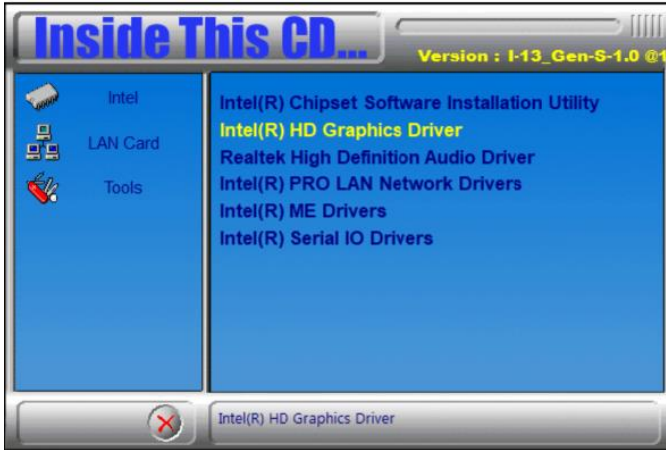 Inside This CD...
Version : I-13_Gen-S-1.0 @1
Intel
LAN Card
Tools
Intel(R) Chipset Software Installation Utility
Intel(R) HD Graphics Driver
Realtek High Definition Audio Driver
Intel(R) PRO LAN Network Drivers
Intel(R) ME Drivers
Intel(R) Serial IO Drivers
Intel(R) HD Graphics Driver